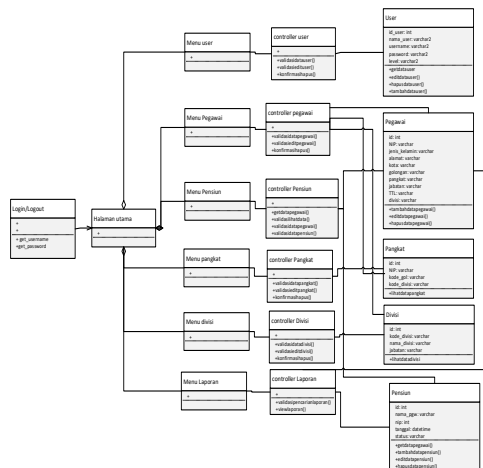 User
id_user: int
nama_user: varchar2
username: varchar2
password: varchar2
level: varchar2
+getdatauser
+editdatauser()
+hapusdatauser()
+tambahdatauser()
Menu user
+
controller user
+
+validasidatauser()
+validasiedituser()
+konfirmasihapus()
Menu Pegawai
+
controller pegawai
+
+validasidatapegawai()
+validasieditpegawai()
+konfirmasihapus()
Pegawai
id: int
NIP: varchar
jenis_kelamin: varchar
alamat: varchar
kota: varchar
golongan: varchar
pangkat: varchar
jabatan: varchar
TTL: varchar
divisi: varchar
+tambahdatapegawai()
+editdatapegawai()
+hapusdatapegawai()
Login/Logout
+
+
+get_username
+get_password
Halaman utama
+
Menu Pensiun
+
controller Pensiun
+
+getdatapegawai()
+validasilihatdata()
+validasidatapegawai()
+validasidatapensiun()
Menu pangkat
+
controller Pangkat
+
+validasidatapangkat()
+validasieditpangkat()
+konfirmasihapus()
Pangkat
id: int
NIP: varchar
kode_gol: varchar
kode_divisi: varchar
+lihatdatapangkat
Menu divisi
+
controller Divisi
+
+validasidatadivisi()
+validasieditdivisi()
+konfirmasihapus()
Divisi
id: int
kode_divisi: varchar
nama_divisi: varchar
jabatan: varchar
+lihatdatadivisi
Menu Laporan
+
controller Laporan
+
+validasipencarianlaporan()
+viewlaporan()
Pensiun
id: int
nama_pgw: varchar
nip: int
tanggal: datetime
status: varchar
+getdatapegawai()
+tambahdatapensiun()
+editdatapensiun()
+hapusdatapensiun()